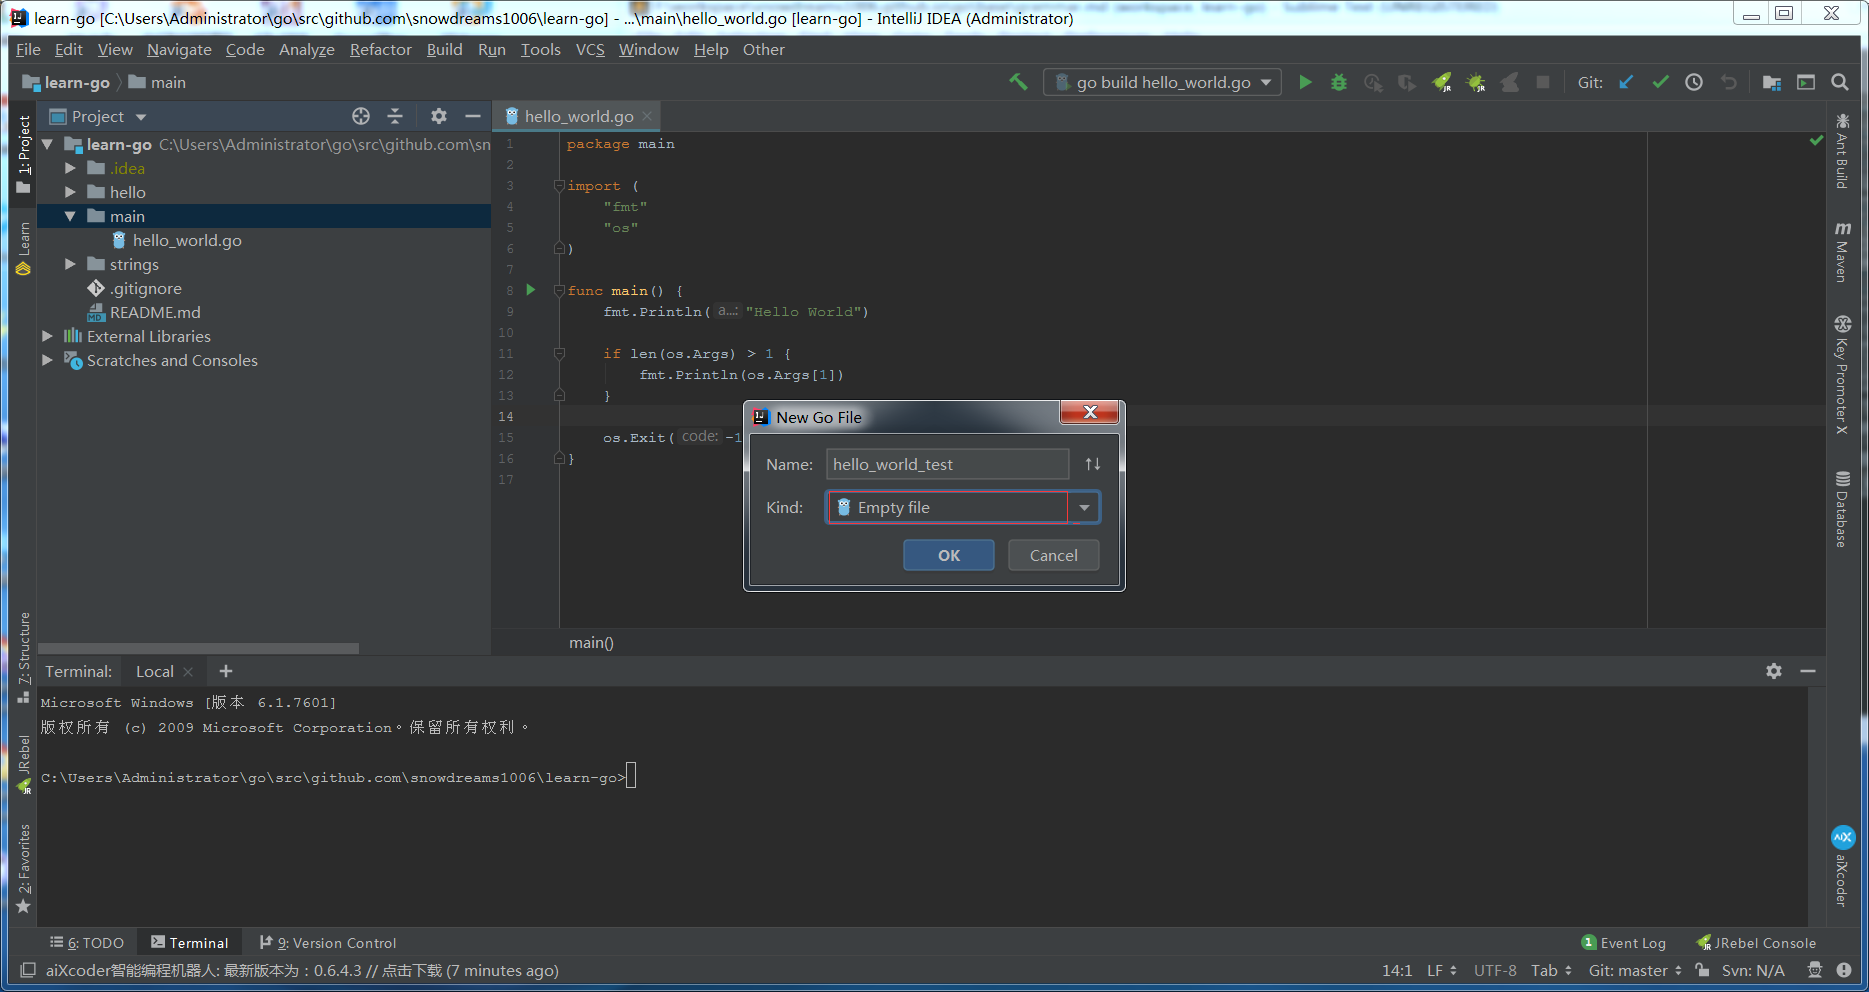 learn-go [C:\Users\Administrator\go\src\github.com\snowdreams1006\learn-go] - ...\main\hello_world.go [learn-go] - IntelliJ IDEA (Administrator)
File Edit View Navigate Code Analyze Refactor Build Run Tools VCS Window Help Other
learn-go main
go build hello_world.go
Git:
1: Project
Learn
Z: Structure
JRebel
2: Favorites
Project
learn-go C:\Users\Administrator\go\src\github.com\sn
.idea
hello
main
hello_world.go
strings
.gitignore
README.md
External Libraries
Scratches and Consoles
hello_world.go
1 package main
2
3 import (
4 "fmt"
5 "os"
6 )
7
8 func main() {
9 fmt.Println( a...: "Hello World")
10
11 if len(os.Args) > 1 {
12 fmt.Println(os.Args[1])
13 }
14
15 os.Exit( code: -1
16 }
17
main()
New Go File
Name: hello_world_test
Kind: Empty file
OK Cancel
Ant Build
Maven
Key Promoter X
Database
aiXcoder
Terminal: Local
Microsoft Windows [版本 6.1.7601]
版权所有 (c) 2009 Microsoft Corporation。保留所有权利。
C:\Users\Administrator\go\src\github.com\snowdreams1006\learn-go>
6: TODO Terminal 9: Version Control
1 Event Log JRebel Console
aiXcoder智能编程机器人: 最新版本为：0.6.4.3 // 点击下载 (7 minutes ago)
14:1 LF UTF-8 Tab Git: master Svn: N/A